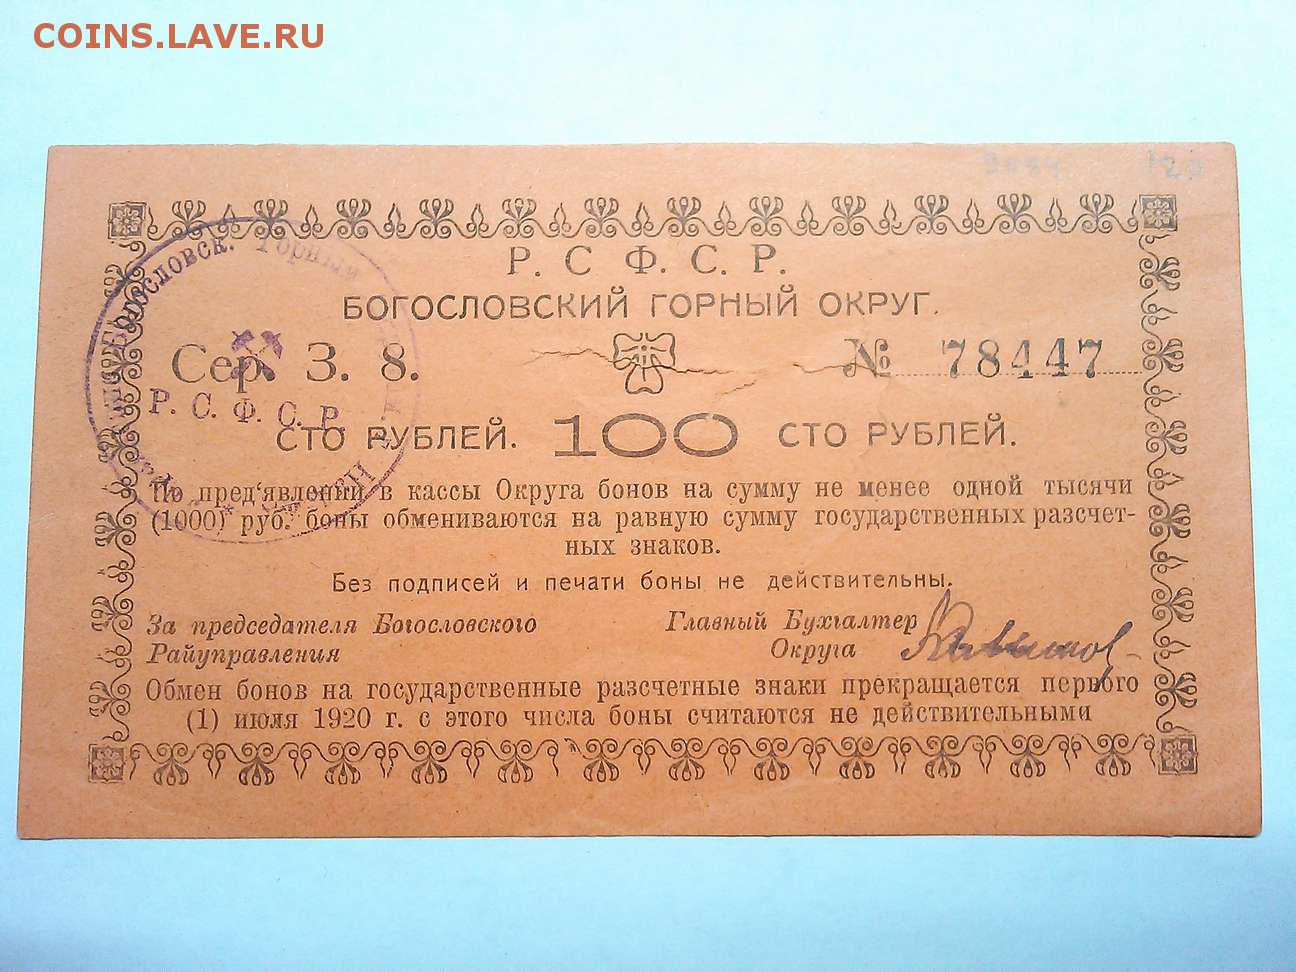 COINS.LAVE.RU
Р. С Ф. С. Р.
БОГОСЛОВСКИЙ ГОРНЫЙ ОКРУГ.
Богословск. Горный
Сер. З. 8. № 78447
Р. С. Ф. С. Р.
СТО РУБЛЕЙ. 100 СТО РУБЛЕЙ.
По пред'явлении в кассы Округа бонов на сумму не менее одной тысячи
(1000) руб. боны обмениваются на равную сумму государственных разсчет-
ных знаков.
Без подписей и печати боны не действительны.
За председателя Богословского Главный Бухгалтер
Райуправления Округа
Обмен бонов на государственные разсчетные знаки прекращается первого
(1) июля 1920 г. с этого числа боны считаются не действительными